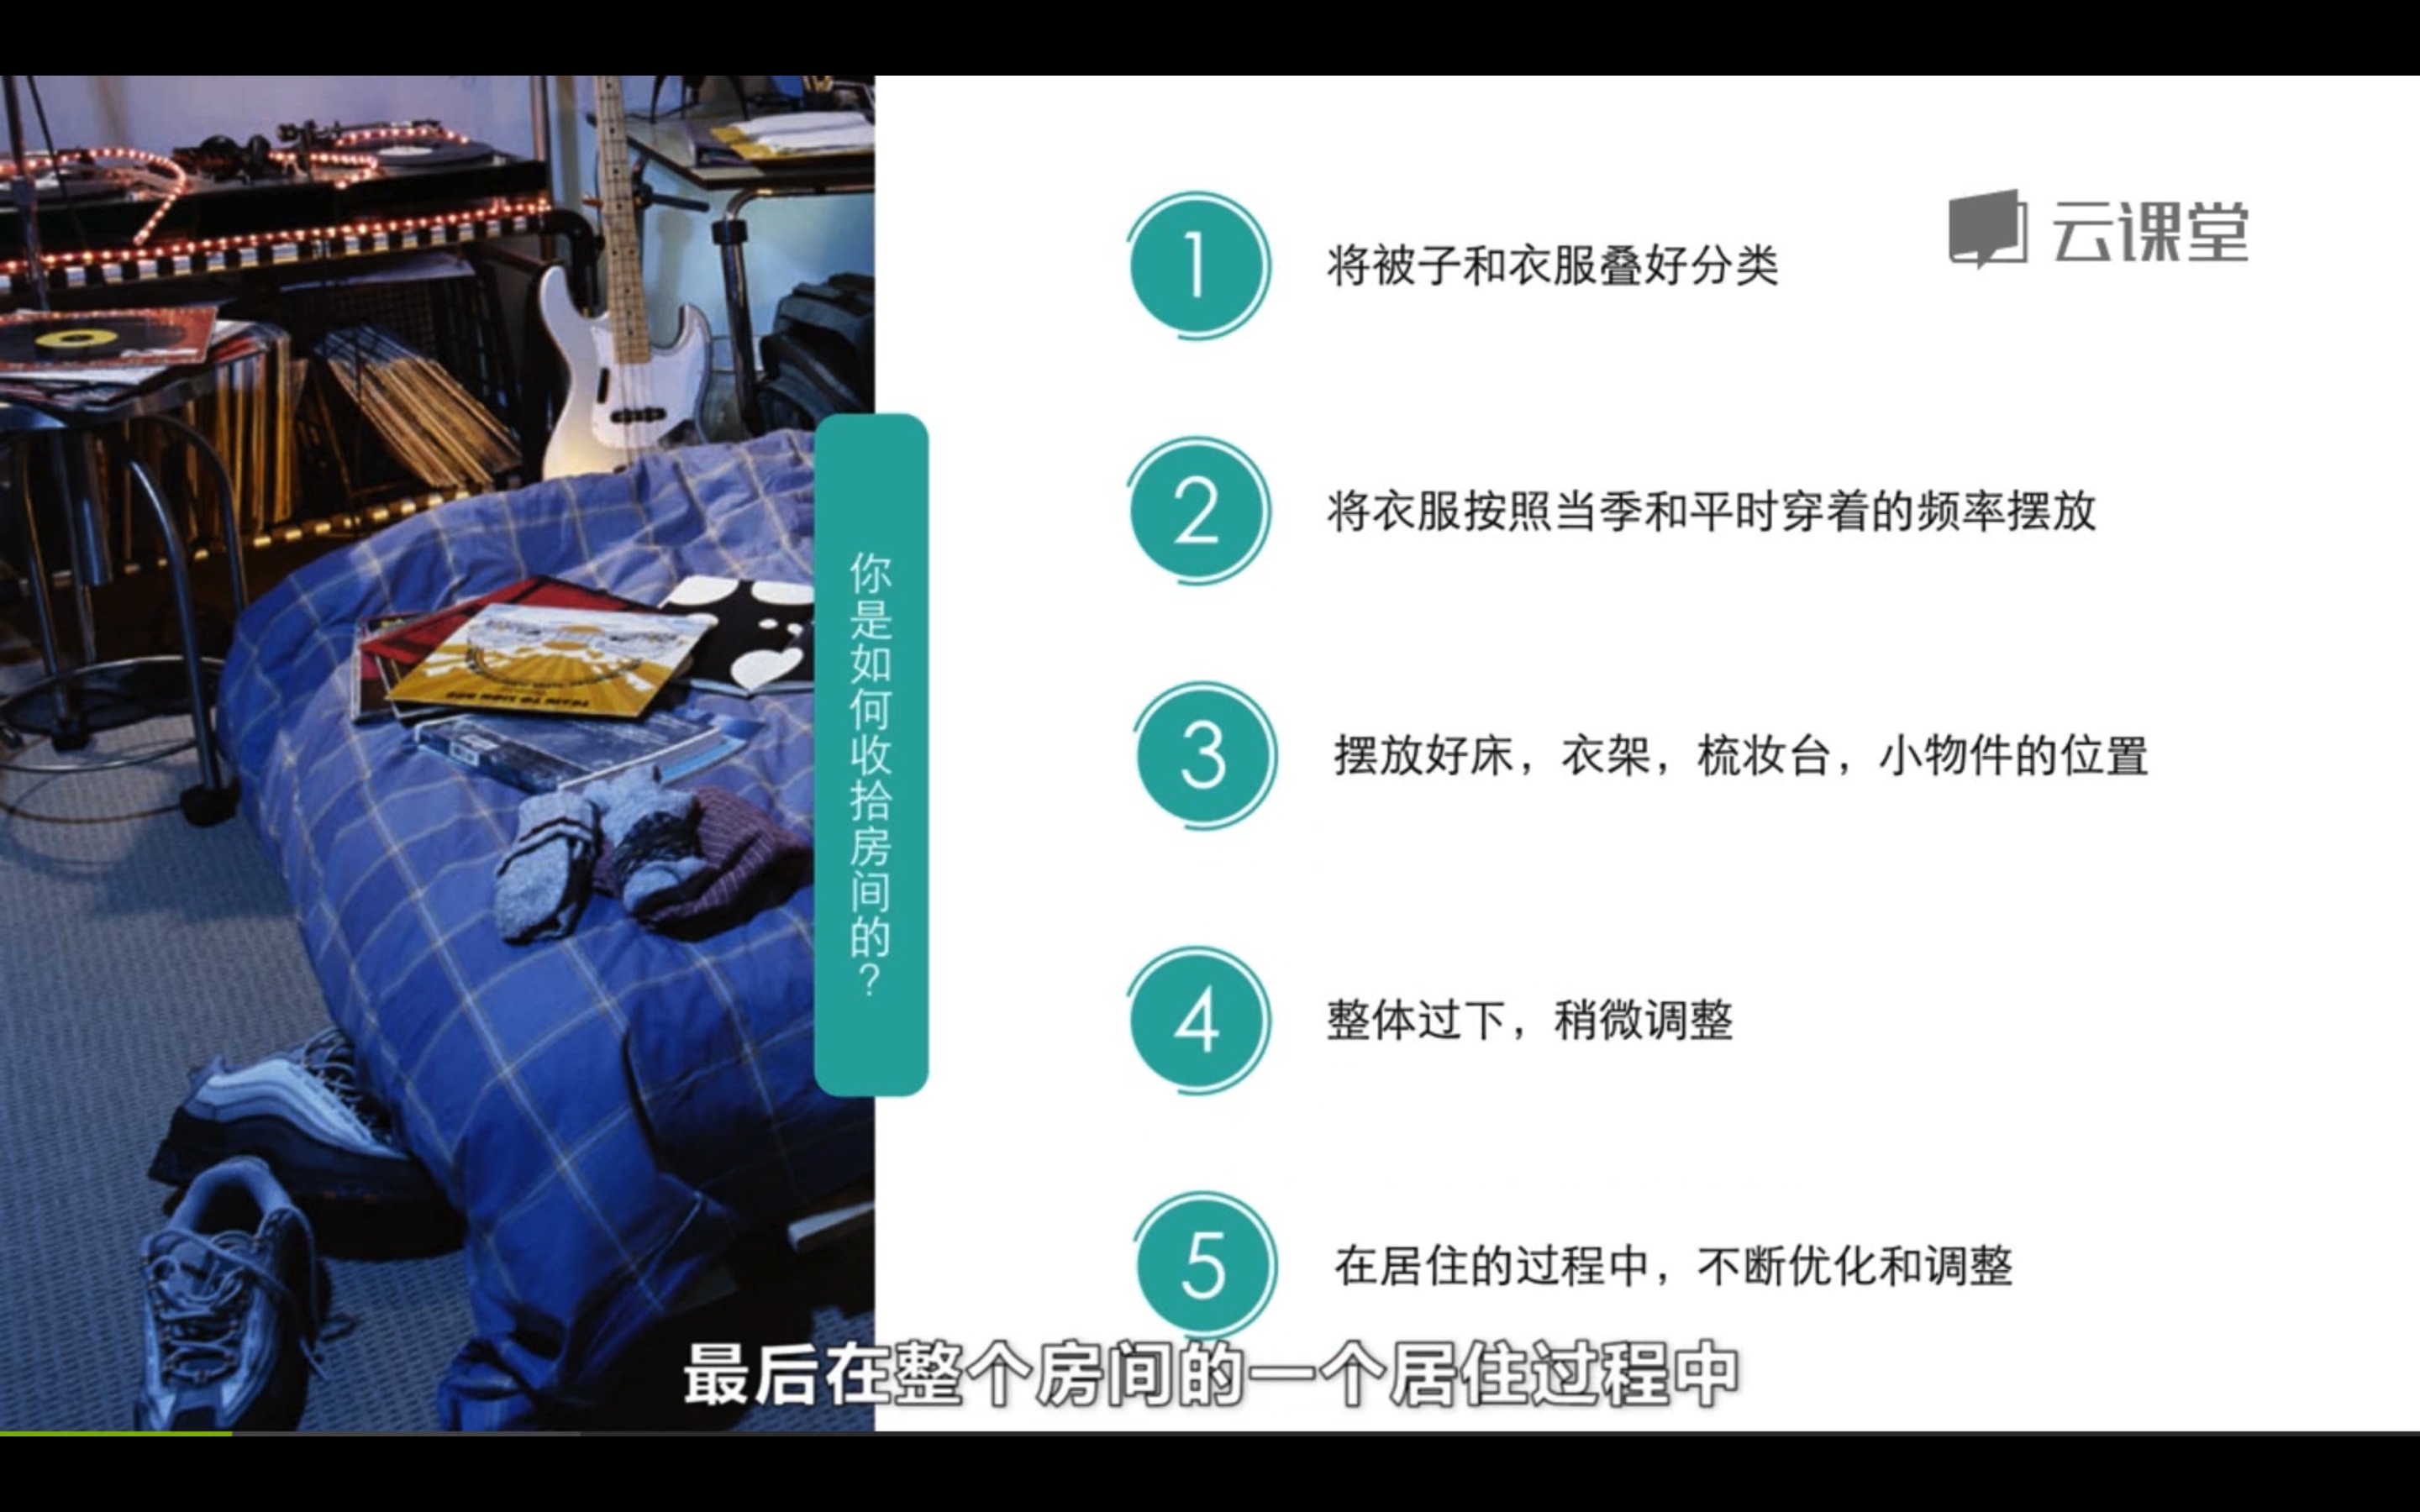 云课堂
1
将被子和衣服叠好分类
2
将衣服按照当季和平时穿着的频率摆放
你是如何收拾房间的？
3
摆放好床，衣架，梳妆台，小物件的位置
4
整体过下，稍微调整
5
在居住的过程中，不断优化和调整
最后在整个房间的一个居住过程中